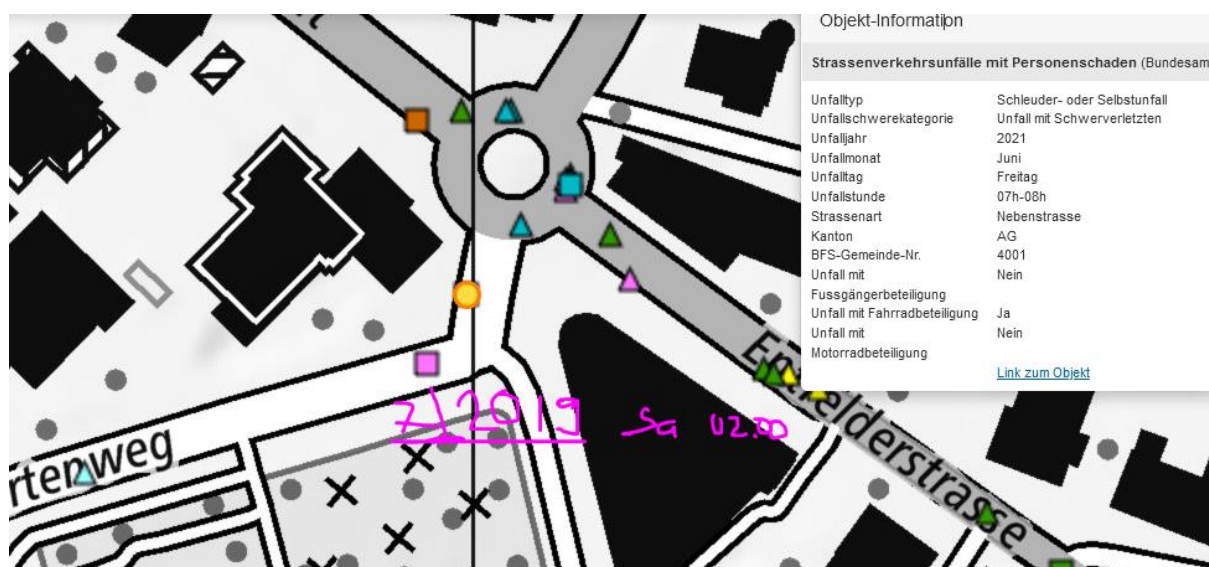 Objekt-Information
Strassenverkehrsunfälle mit Personenschaden (Bundesam
Unfalltyp Schleuder- oder Selbstunfall
Unfallschwerekategorie Unfall mit Schwerverletzten
Unfalljahr 2021
Unfallmonat Juni
Unfalltag Freitag
Unfallstunde 07h-08h
Strassenart Nebenstrasse
Kanton AG
BFS-Gemeinde-Nr. 4001
Unfall mit Nein
Fussgängerbeteiligung
Unfall mit Fahrradbeteiligung Ja
Unfall mit Nein
Motorradbeteiligung
Link zum Objekt
7/2019 Sa 02.00
rtenweg